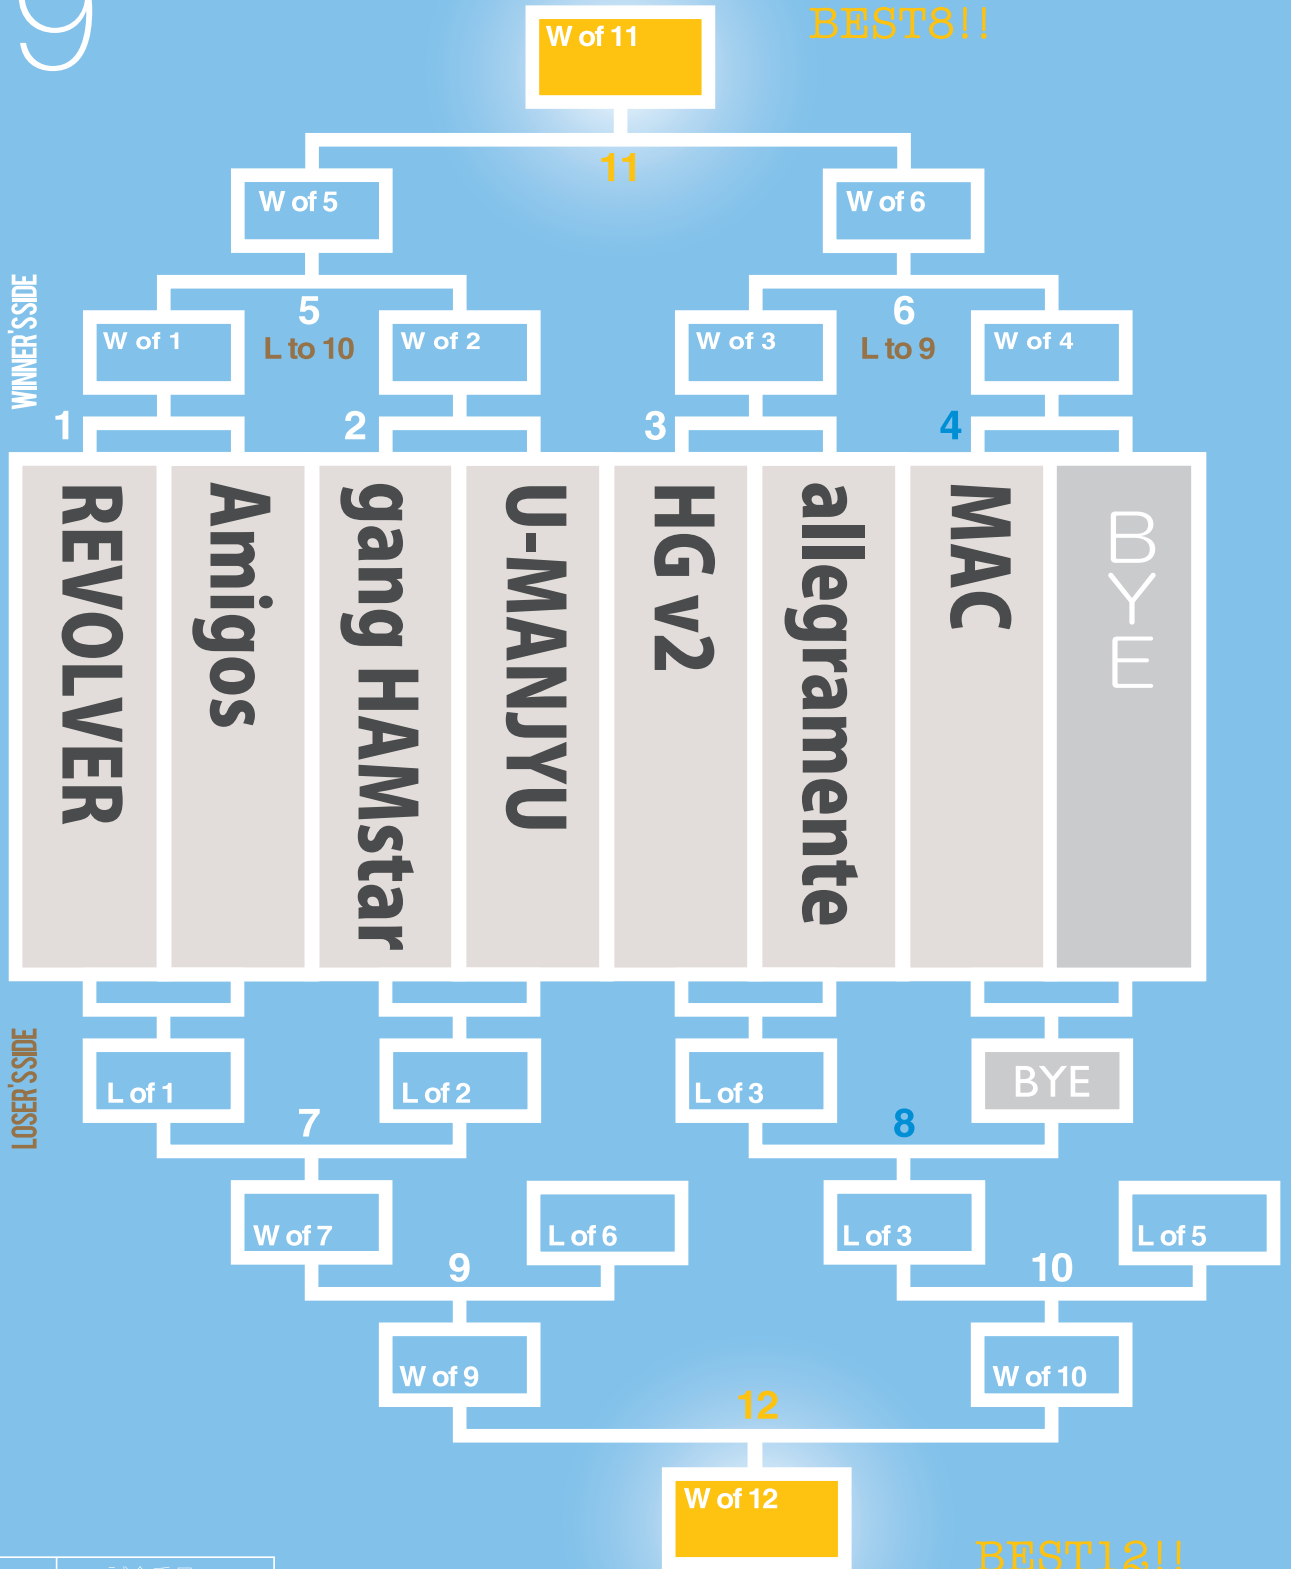 9
BEST8!!
W of 11
11
W of 5
W of 6
WINNER'S SIDE
5
L to 10
6
L to 9
W of 1
W of 2
W of 3
W of 4
1
2
3
4
REVOLVER
Amigos
gang HAMstar
U-MANJYU
HG v2
allegramente
MAC
BYE
LOSER'S SIDE
L of 1
L of 2
L of 3
BYE
7
8
W of 7
L of 6
L of 3
L of 5
9
10
W of 9
W of 10
12
W of 12
BEST12!!